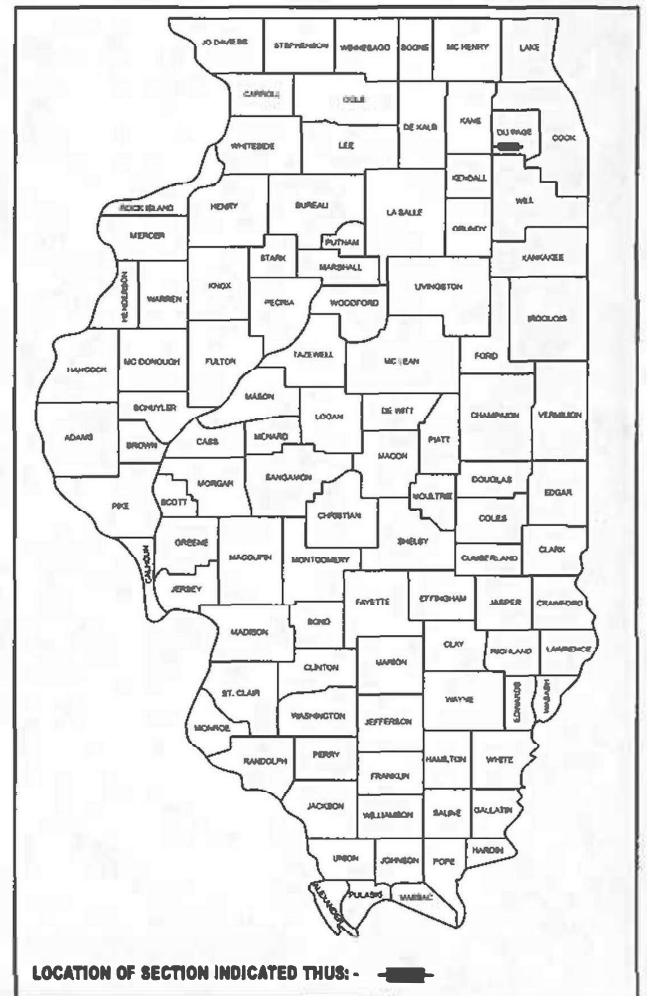 JO DAVIESS STEPHENSON WINNEBAGO BOONE MC HENRY LAKE
CARROLL OGLE KANE DU PAGE COOK
DE KALB
WHITESIDE LEE
KENDALL
WILL
ROCK ISLAND HENRY BUREAU LA SALLE
GRUNDY
MERCER PUTNAM
STARK KANKAKEE
MARSHALL
HENDERSON WARREN KNOX LIVINGSTON
PEORIA WOODFORD IROQUOIS
HANCOCK MC DONOUGH FULTON TAZEWELL MC LEAN FORD
MASON
SCHUYLER LOGAN DE WITT CHAMPAIGN VERMILION
ADAMS BROWN CASS MENARD PIATT
MACON
MORGAN SANGAMON DOUGLAS
PIKE SCOTT MOULTRIE EDGAR
CHRISTIAN COLES
GREENE SHELBY
CALHOUN MACOUPIN MONTGOMERY CUMBERLAND CLARK
JERSEY FAYETTE EFFINGHAM JASPER CRAWFORD
MADISON BOND
CLAY RICHLAND LAWRENCE
CLINTON MARION
ST. CLAIR WAYNE EDWARDS WABASH
WASHINGTON JEFFERSON
MONROE
RANDOLPH PERRY HAMILTON WHITE
FRANKLIN
JACKSON WILLIAMSON SALINE GALLATIN
UNION JOHNSON POPE HARDIN
ALEXANDER PULASKI MASSAC
LOCATION OF SECTION INDICATED THUS: -